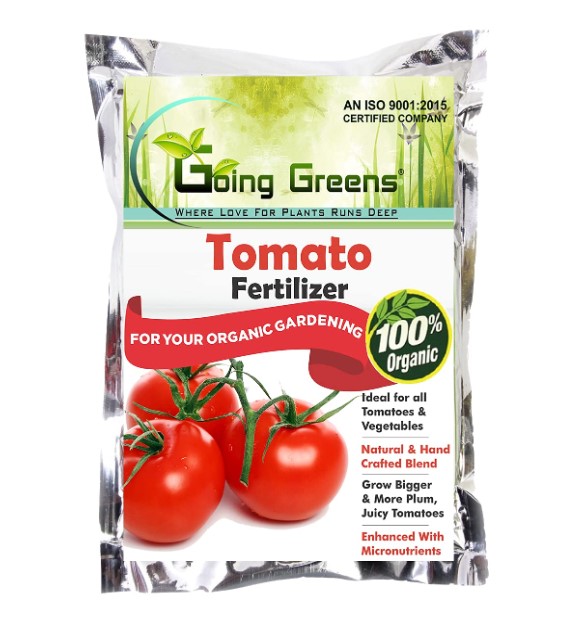 AN ISO 9001:2015
CERTIFIED COMPANY
Going Greens®
WHERE LOVE FOR PLANTS RUNS DEEP
Tomato
Fertilizer
FOR YOUR ORGANIC GARDENING
100%
Organic
Ideal for all
Tomatoes &
Vegetables
Natural & Hand
Crafted Blend
Grow Bigger
& More Plum,
Juicy Tomatoes
Enhanced With
Micronutrients